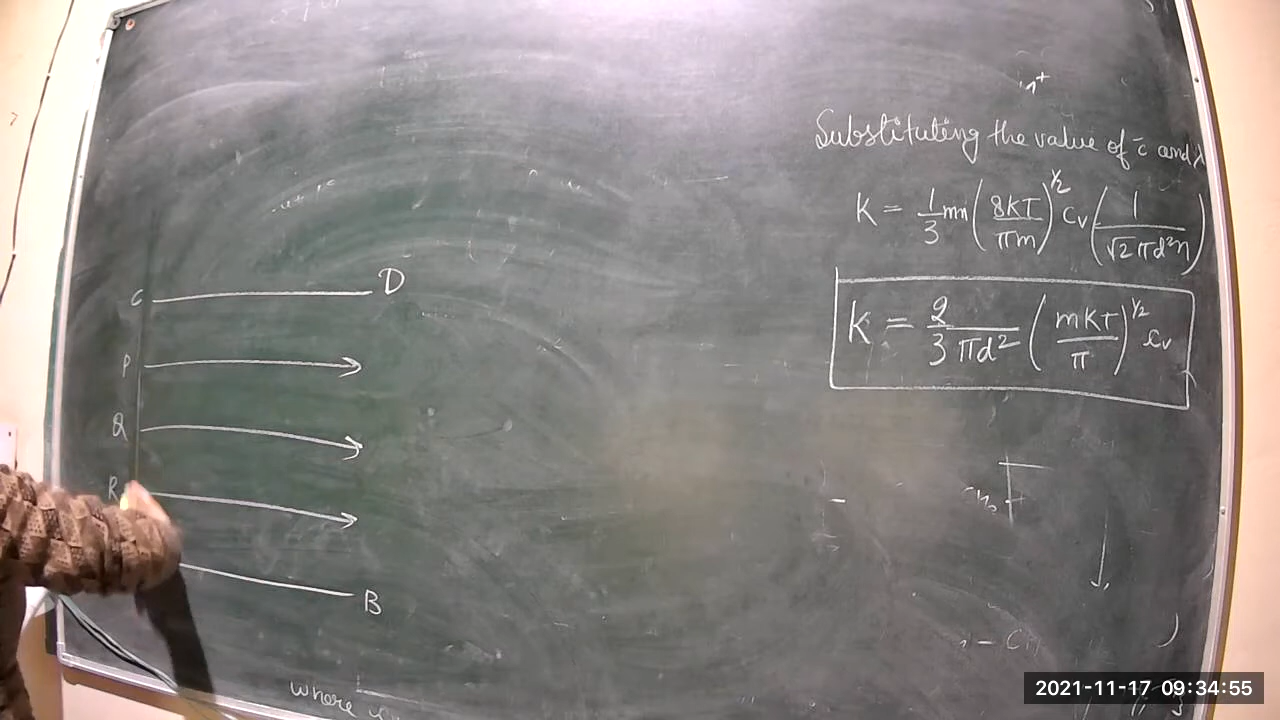 Substituting the value of c̄ and λ
K = 1/3 mn (8KT/πm)^1/2 Cv (1/√2 πd²n)
K = 2/3πd² (mKT/π)^1/2 Cv
C D
P
Q
R
B
where
2021-11-17 09:34:55